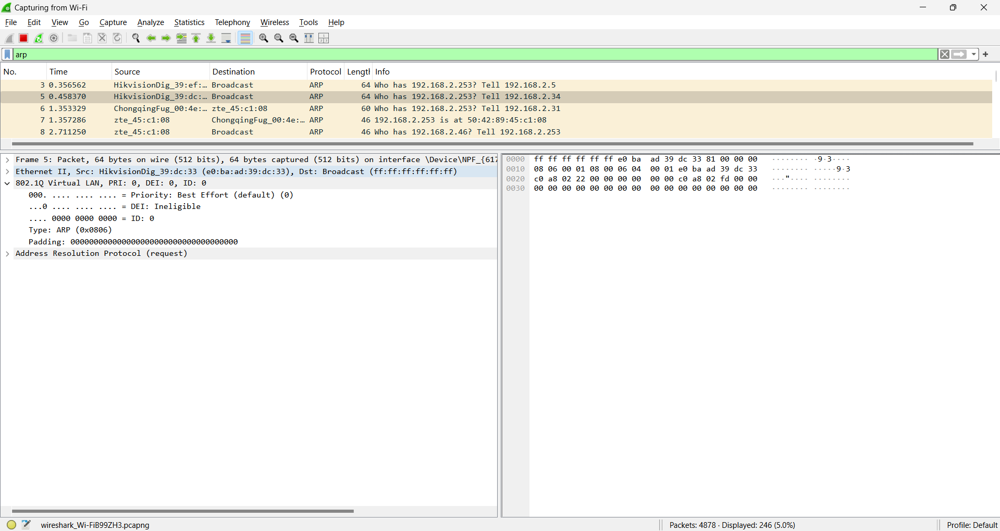 Capturing from Wi-Fi
File Edit View Go Capture Analyze Statistics Telephony Wireless Tools Help
arp
No. Time Source Destination Protocol Length Info
3 0.356562 HikvisionDig_39:ef:… Broadcast ARP 64 Who has 192.168.2.253? Tell 192.168.2.5
5 0.458370 HikvisionDig_39:dc:… Broadcast ARP 64 Who has 192.168.2.253? Tell 192.168.2.34
6 1.353329 ChongqingFug_00:4e:… zte_45:c1:08 ARP 60 Who has 192.168.2.253? Tell 192.168.2.31
7 1.357286 zte_45:c1:08 ChongqingFug_00:4e:… ARP 46 192.168.2.253 is at 50:42:89:45:c1:08
8 2.711250 zte_45:c1:08 Broadcast ARP 46 Who has 192.168.2.46? Tell 192.168.2.253
Frame 5: Packet, 64 bytes on wire (512 bits), 64 bytes captured (512 bits) on interface \Device\NPF_{617
Ethernet II, Src: HikvisionDig_39:dc:33 (e0:ba:ad:39:dc:33), Dst: Broadcast (ff:ff:ff:ff:ff:ff)
802.1Q Virtual LAN, PRI: 0, DEI: 0, ID: 0
000. .... .... .... = Priority: Best Effort (default) (0)
...0 .... .... .... = DEI: Ineligible
.... 0000 0000 0000 = ID: 0
Type: ARP (0x0806)
Padding: 000000000000000000000000000000000000
Address Resolution Protocol (request)
0000 ff ff ff ff ff ff e0 ba ad 39 dc 33 81 00 00 00 ········ ·9·3····
0010 08 06 00 01 08 00 06 04 00 01 e0 ba ad 39 dc 33 ········ ·····9·3
0020 c0 a8 02 22 00 00 00 00 00 00 c0 a8 02 fd 00 00 ···"···· ········
0030 00 00 00 00 00 00 00 00 00 00 00 00 00 00 00 00 ········ ········
wireshark_Wi-FiB99ZH3.pcapng
Packets: 4878 · Displayed: 246 (5.0%)
Profile: Default